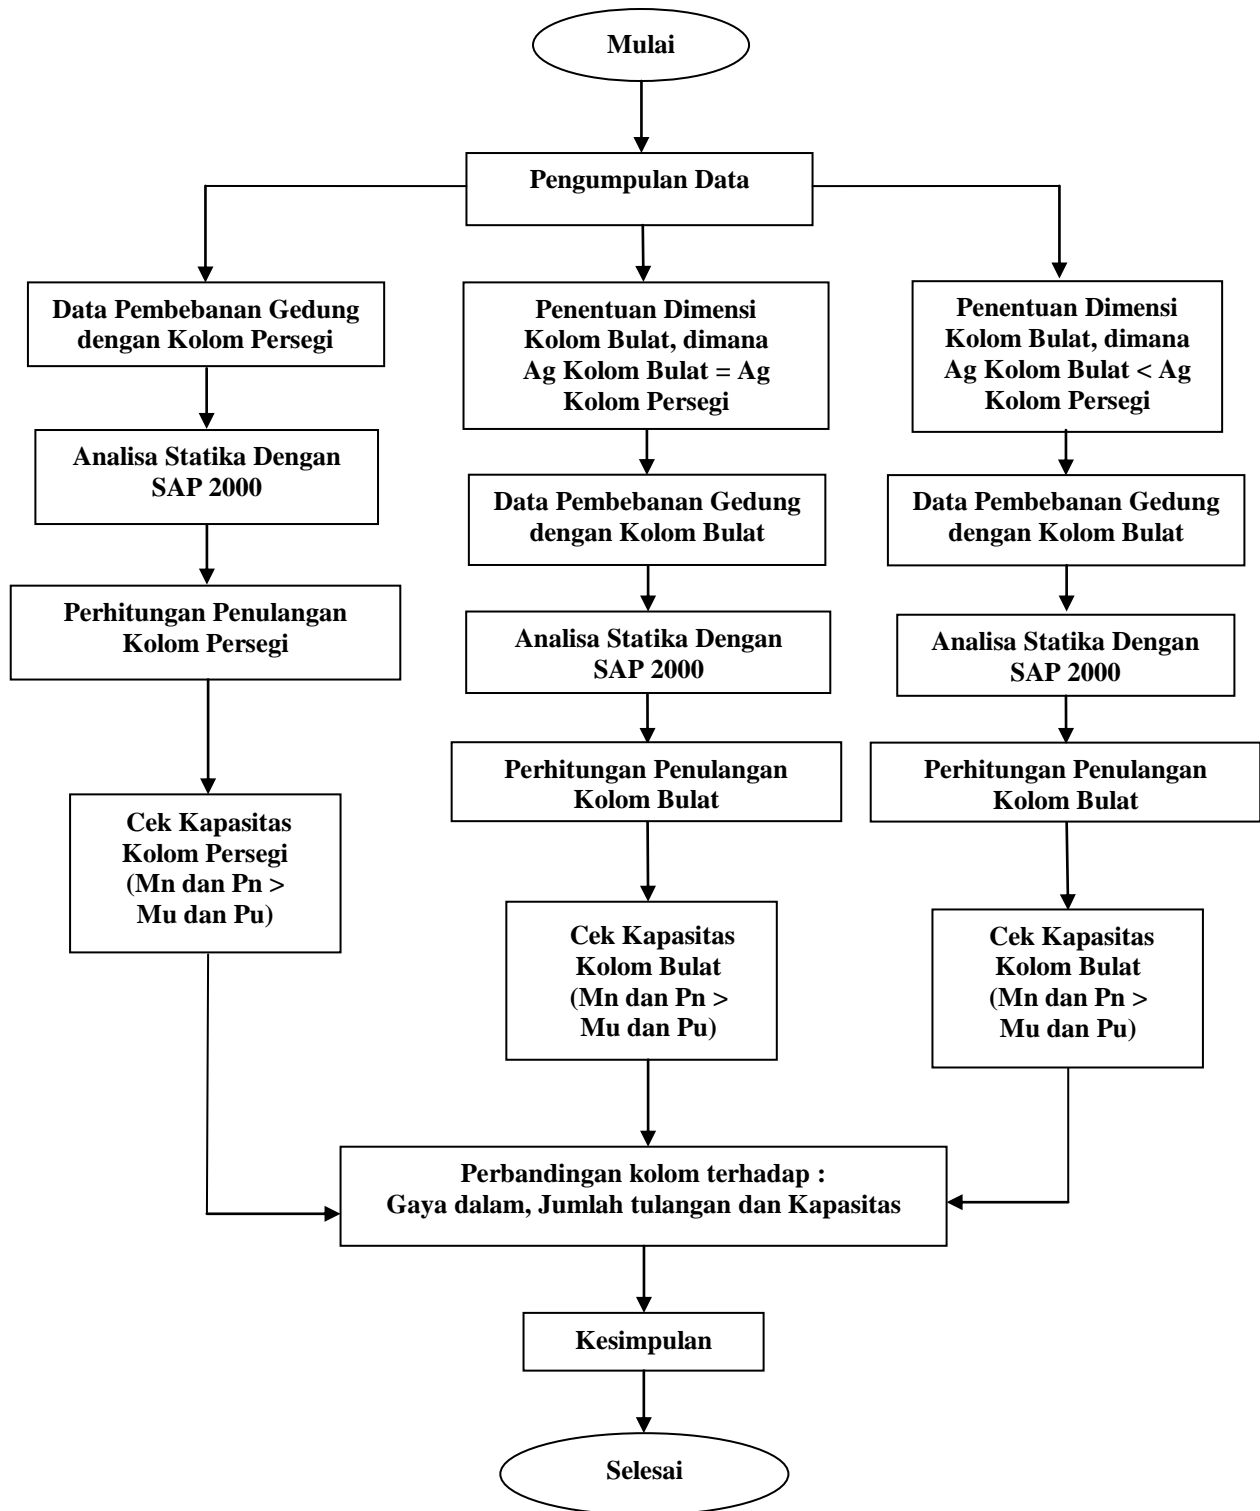 Mulai
Pengumpulan Data
Data Pembebanan Gedung
dengan Kolom Persegi
Analisa Statika Dengan
SAP 2000
Perhitungan Penulangan
Kolom Persegi
Cek Kapasitas
Kolom Persegi
(Mn dan Pn >
Mu dan Pu)
Penentuan Dimensi
Kolom Bulat, dimana
Ag Kolom Bulat = Ag
Kolom Persegi
Data Pembebanan Gedung
dengan Kolom Bulat
Analisa Statika Dengan
SAP 2000
Perhitungan Penulangan
Kolom Bulat
Cek Kapasitas
Kolom Bulat
(Mn dan Pn >
Mu dan Pu)
Penentuan Dimensi
Kolom Bulat, dimana
Ag Kolom Bulat < Ag
Kolom Persegi
Data Pembebanan Gedung
dengan Kolom Bulat
Analisa Statika Dengan
SAP 2000
Perhitungan Penulangan
Kolom Bulat
Cek Kapasitas
Kolom Bulat
(Mn dan Pn >
Mu dan Pu)
Perbandingan kolom terhadap :
Gaya dalam, Jumlah tulangan dan Kapasitas
Kesimpulan
Selesai